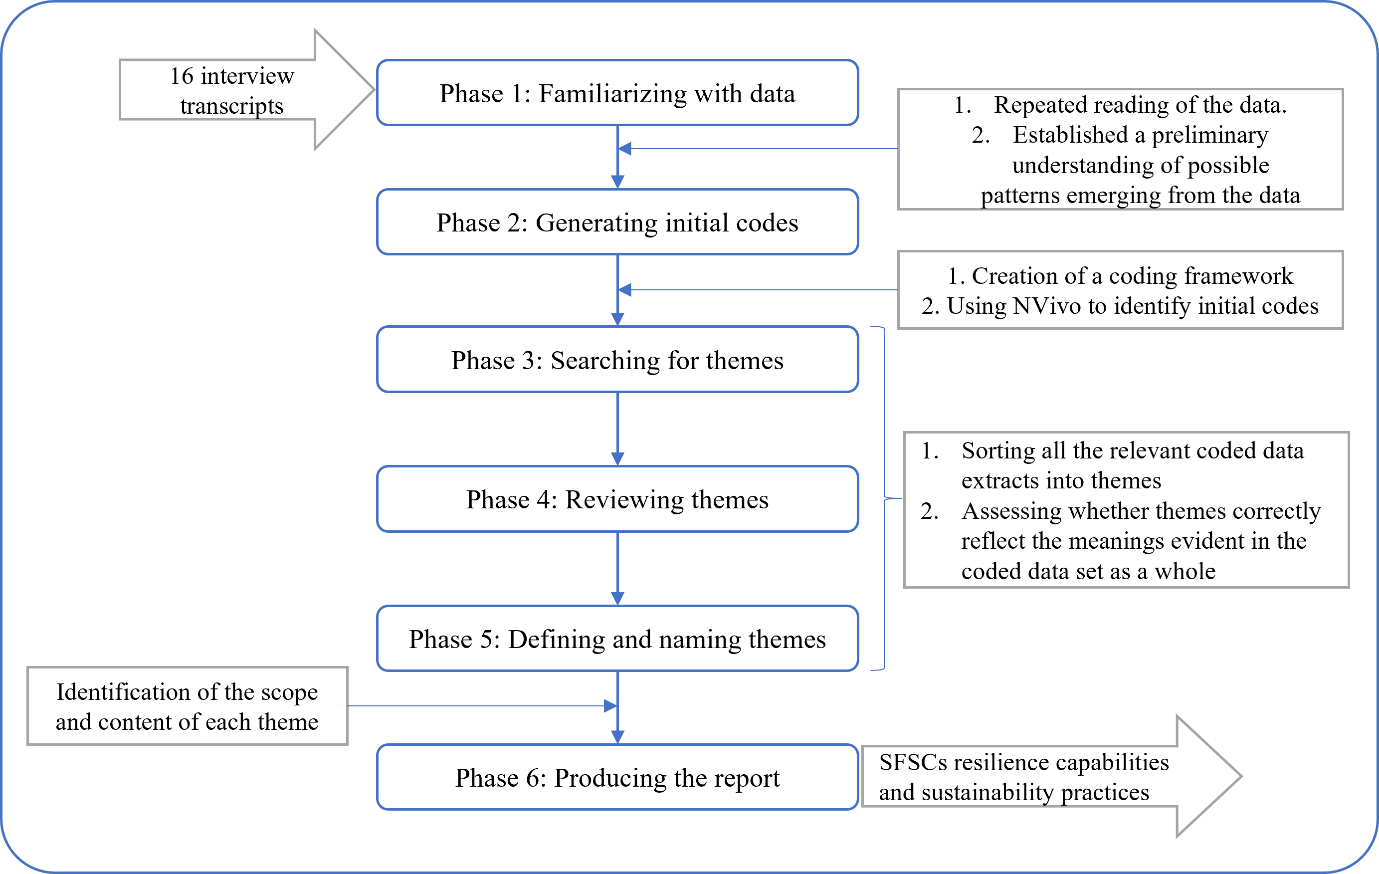 16 interview
transcripts
Phase 1: Familiarizing with data
1. Repeated reading of the data.
2. Established a preliminary
understanding of possible
patterns emerging from the data
Phase 2: Generating initial codes
1. Creation of a coding framework
2. Using NVivo to identify initial codes
Phase 3: Searching for themes
Phase 4: Reviewing themes
1. Sorting all the relevant coded data
extracts into themes
2. Assessing whether themes correctly
reflect the meanings evident in the
coded data set as a whole
Phase 5: Defining and naming themes
Identification of the scope
and content of each theme
Phase 6: Producing the report
SFSCs resilience capabilities
and sustainability practices